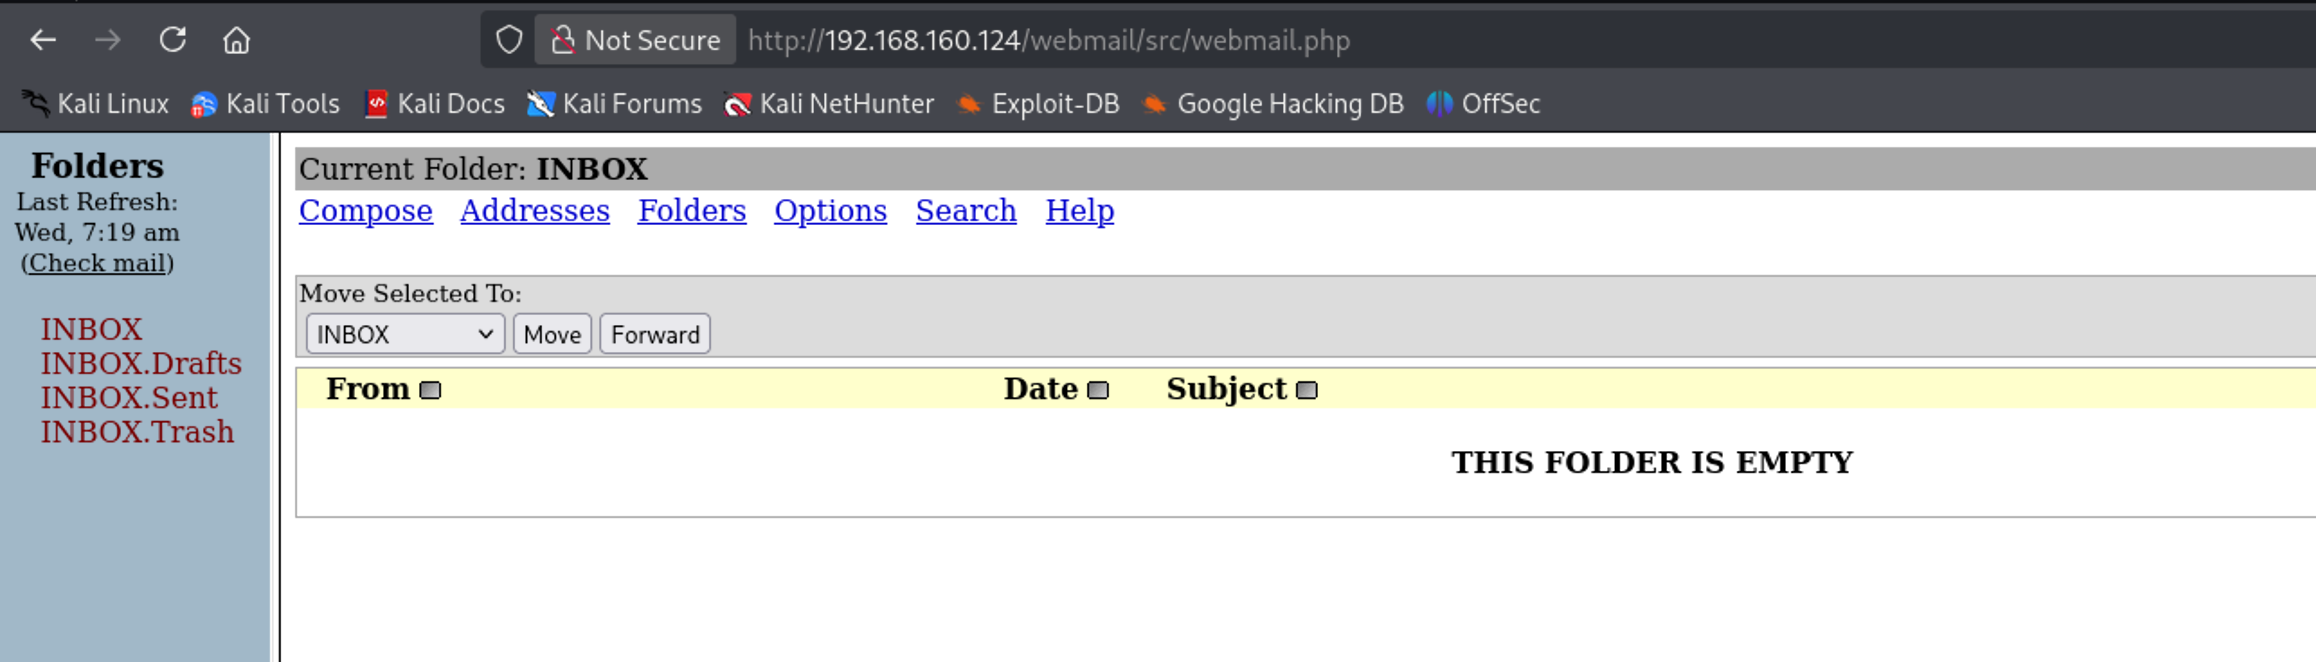 Not Secure http://192.168.160.124/webmail/src/webmail.php
Kali Linux Kali Tools Kali Docs Kali Forums Kali NetHunter Exploit-DB Google Hacking DB OffSec
Folders
Last Refresh:
Wed, 7:19 am
(Check mail)
INBOX
INBOX.Drafts
INBOX.Sent
INBOX.Trash
Current Folder: INBOX
Compose Addresses Folders Options Search Help
Move Selected To:
INBOX Move Forward
From Date Subject
THIS FOLDER IS EMPTY